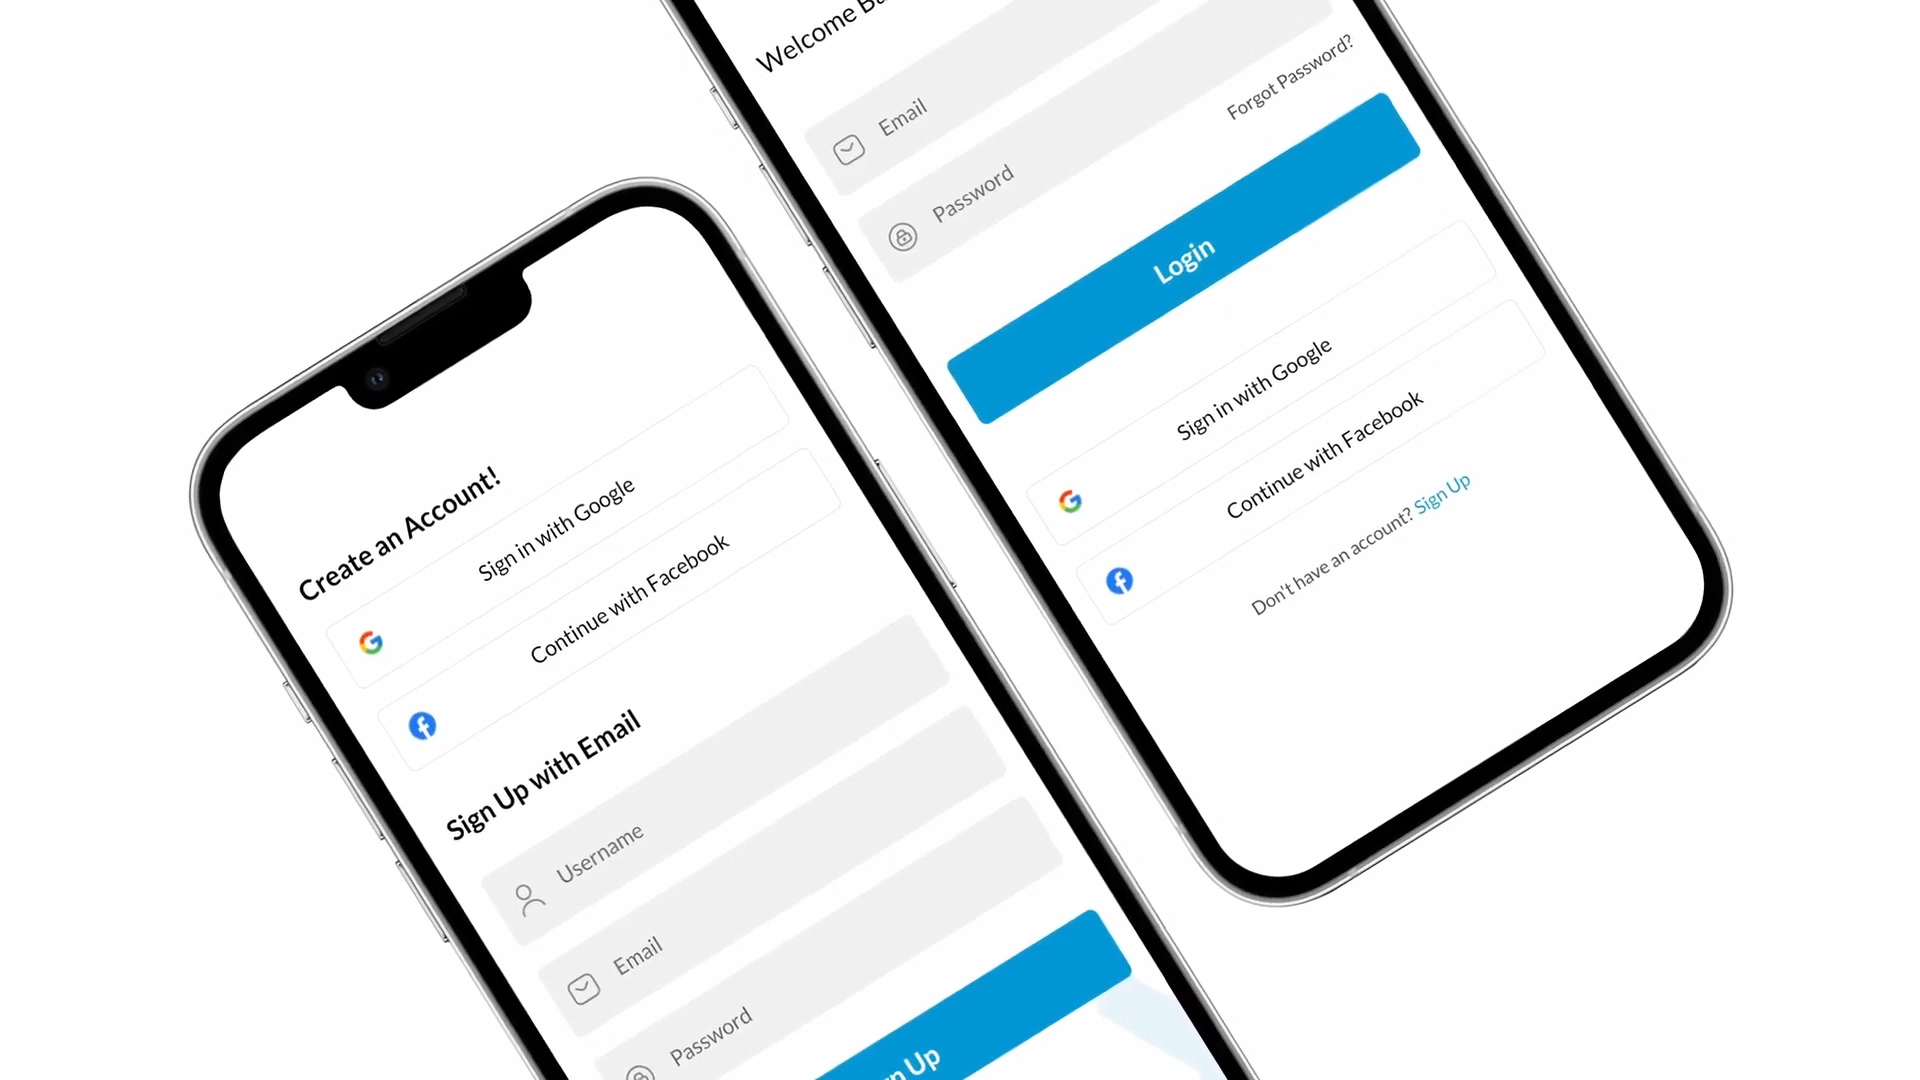 Create an Account!
Sign in with Google
Continue with Facebook
Sign Up with Email
Username
Email
Password
Up
Welcome
Email
Password
Forgot Password?
Login
Sign in with Google
Continue with Facebook
Don't have an account? Sign Up